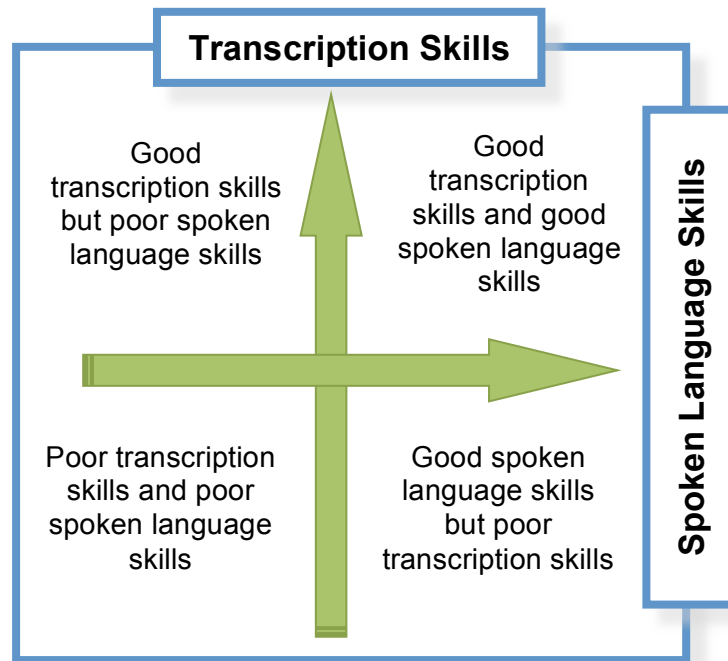 Transcription Skills
Good
transcription skills
but poor spoken
language skills
Good
transcription
skills and good
spoken language
skills
Spoken Language Skills
Poor transcription
skills and poor
spoken language
skills
Good spoken
language skills
but poor
transcription skills